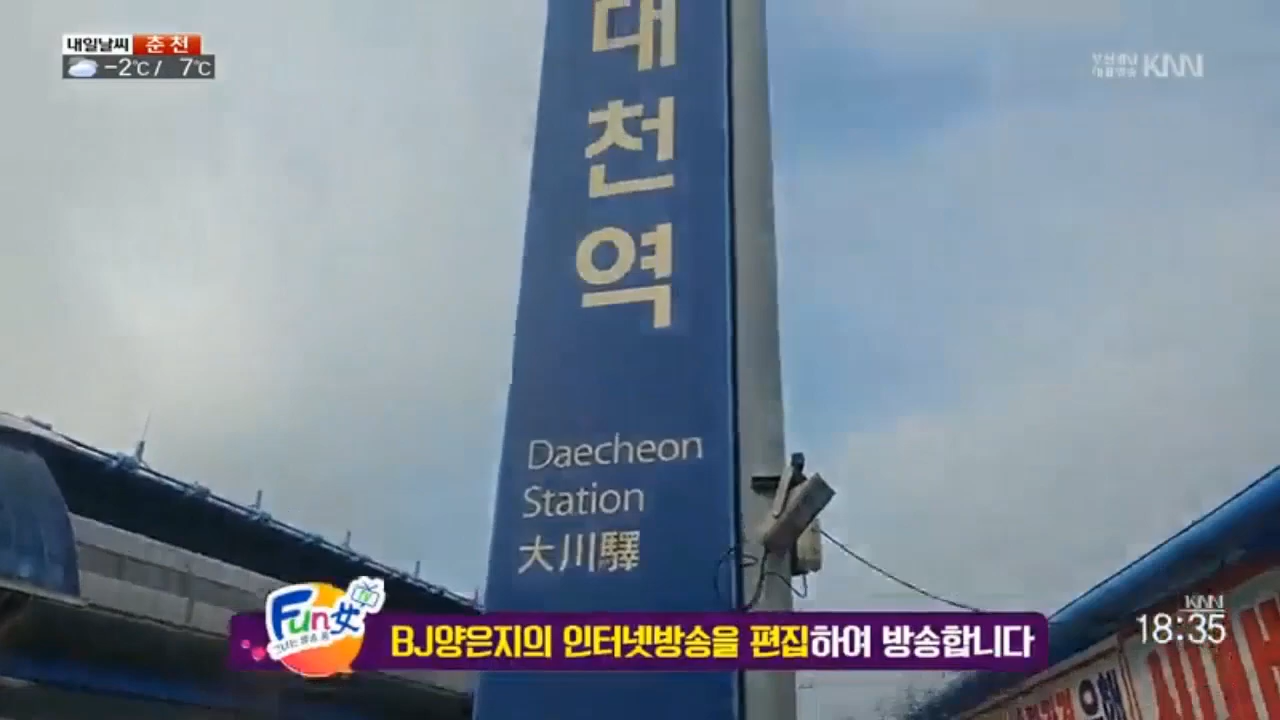 내일날씨 춘천
-2℃/ 7℃
KNN
대천역
Daecheon
Station
大川驛
Fun女
BJ양은지의 인터넷방송을 편집하여 방송합니다
KNN
18:35
은행